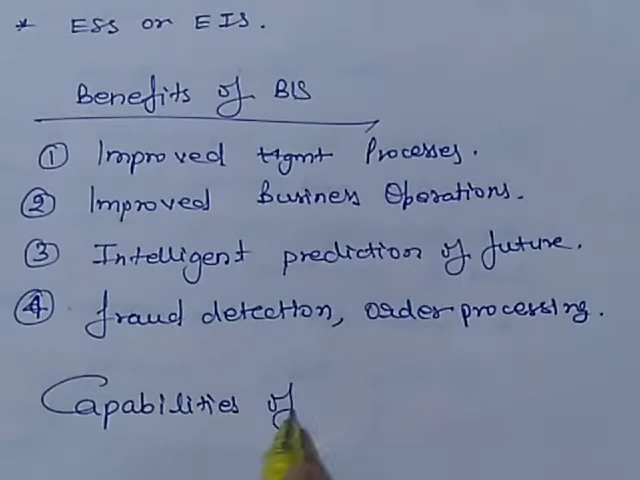 * ESS or EIS.
Benefits of BIS
① Improved Mgmt Processes.
② Improved Business Operations.
③ Intelligent prediction of future.
④ fraud detection, order processing.
Capabilities of